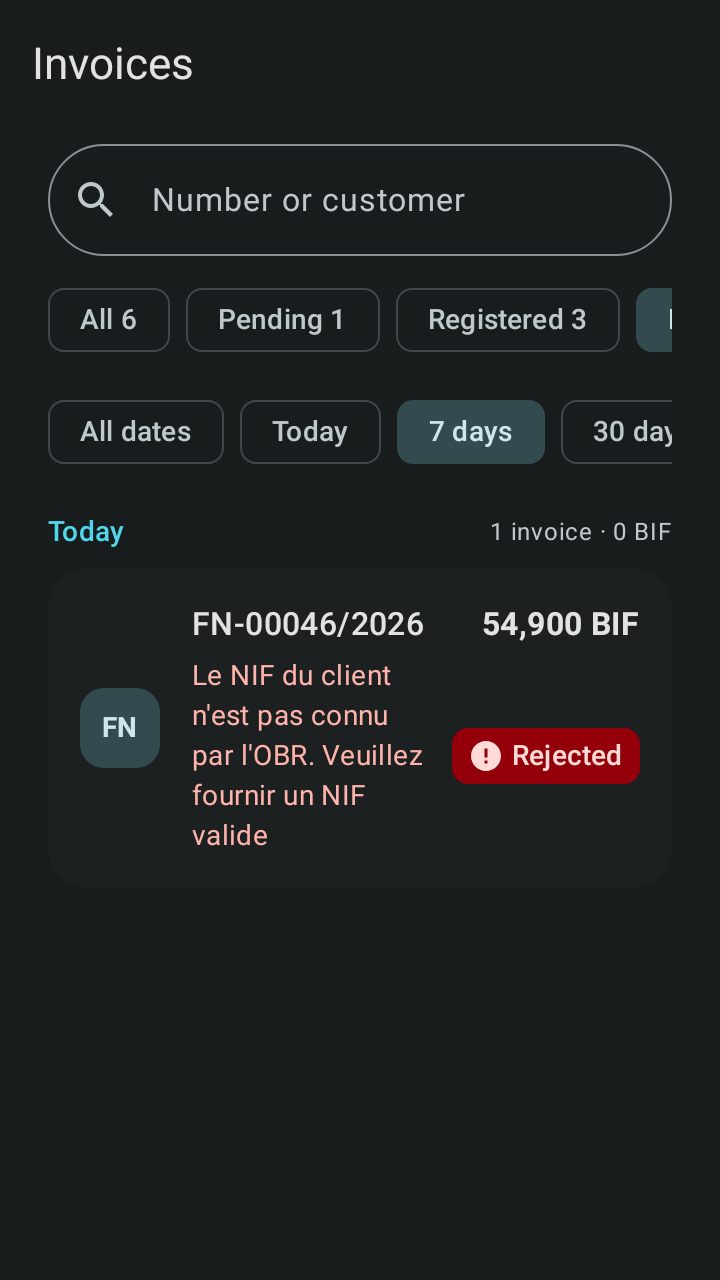 Invoices
Number or customer
All 6
Pending 1
Registered 3
All dates
Today
7 days
30 day
Today
1 invoice · 0 BIF
FN-00046/2026
54,900 BIF
Le NIF du client
n'est pas connu
par l'OBR. Veuillez
fournir un NIF
valide
FN
Rejected